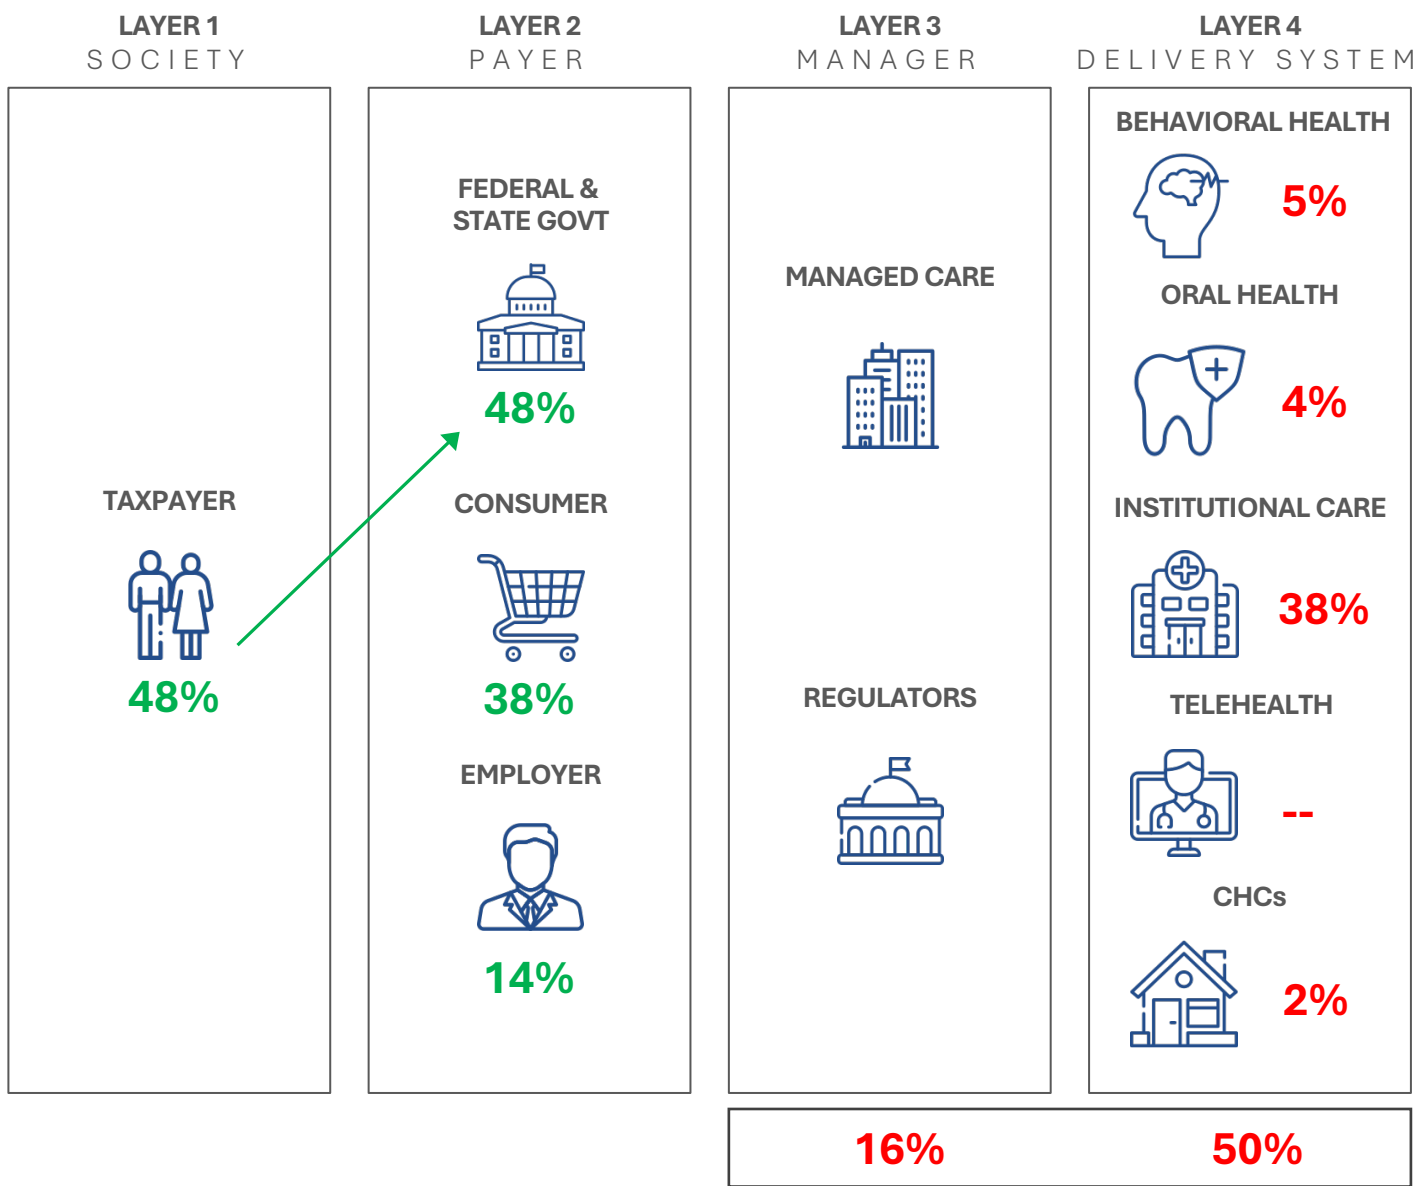 LAYER 1
SOCIETY
TAXPAYER
48%
LAYER 2
PAYER
FEDERAL &
STATE GOVT
48%
CONSUMER
38%
EMPLOYER
14%
LAYER 3
MANAGER
MANAGED CARE
REGULATORS
LAYER 4
DELIVERY SYSTEM
BEHAVIORAL HEALTH
5%
ORAL HEALTH
4%
INSTITUTIONAL CARE
38%
TELEHEALTH
--
CHCs
2%
16% 50%